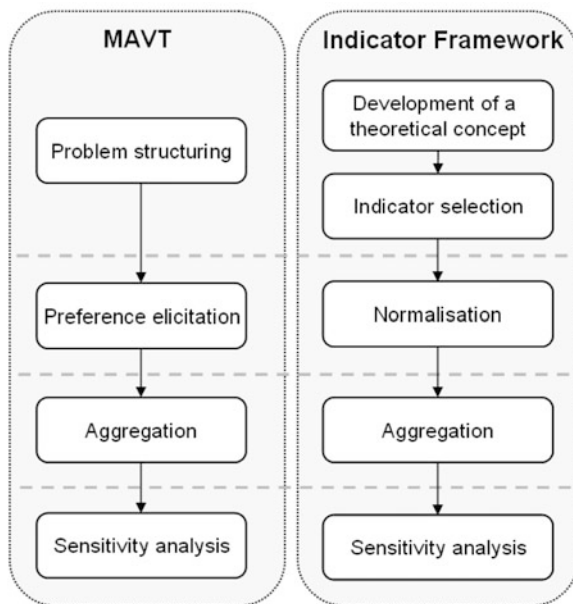 MAVT
Problem structuring
Preference elicitation
Aggregation
Sensitivity analysis
Indicator Framework
Development of a
theoretical concept
Indicator selection
Normalisation
Aggregation
Sensitivity analysis